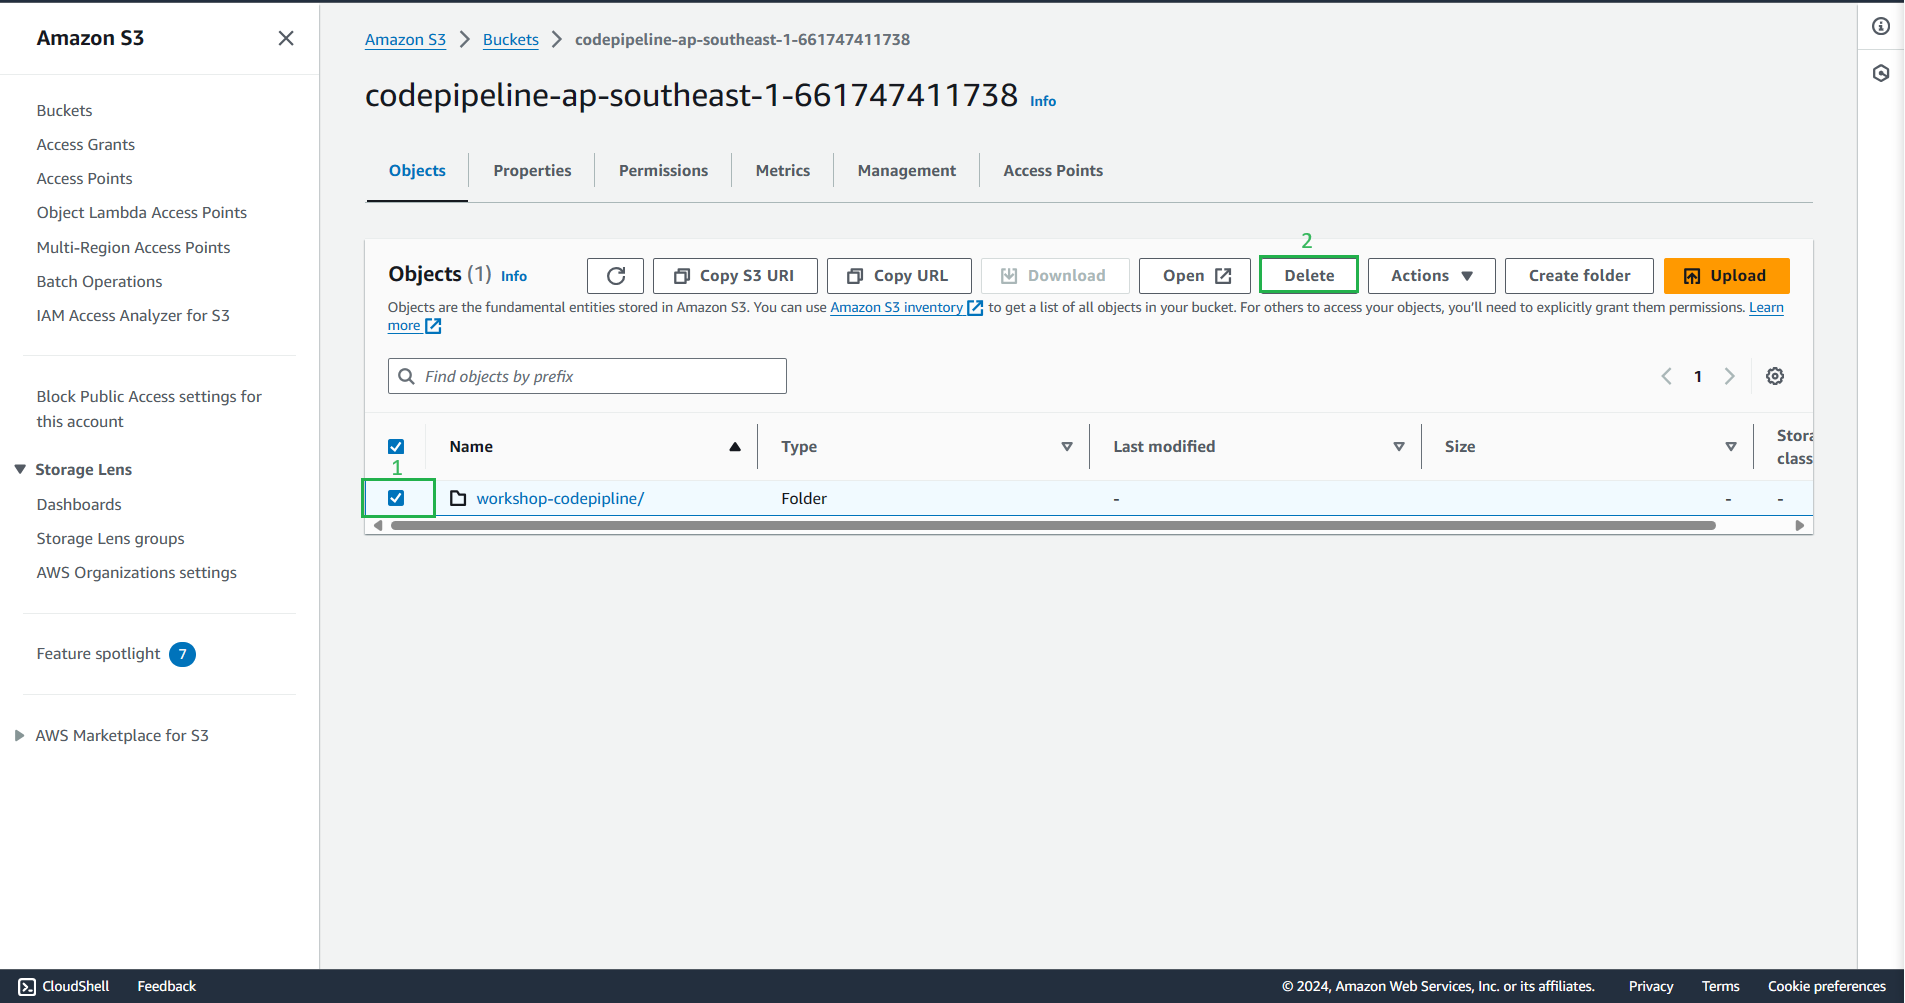 Amazon S3
Buckets
Access Grants
Access Points
Object Lambda Access Points
Multi-Region Access Points
Batch Operations
IAM Access Analyzer for S3
Block Public Access settings for
this account
Storage Lens
Dashboards
Storage Lens groups
AWS Organizations settings
Feature spotlight 7
AWS Marketplace for S3
Amazon S3 Buckets codepipeline-ap-southeast-1-661747411738
codepipeline-ap-southeast-1-661747411738 Info
Objects Properties Permissions Metrics Management Access Points
2
Objects (1) Info Copy S3 URI Copy URL Download Open Delete Actions Create folder Upload
Objects are the fundamental entities stored in Amazon S3. You can use Amazon S3 inventory to get a list of all objects in your bucket. For others to access your objects, you'll need to explicitly grant them permissions. Learn
more
Find objects by prefix 1
Name Type Last modified Size Stora
class
1
workshop-codepipline/ Folder - - -
CloudShell Feedback © 2024, Amazon Web Services, Inc. or its affiliates. Privacy Terms Cookie preferences